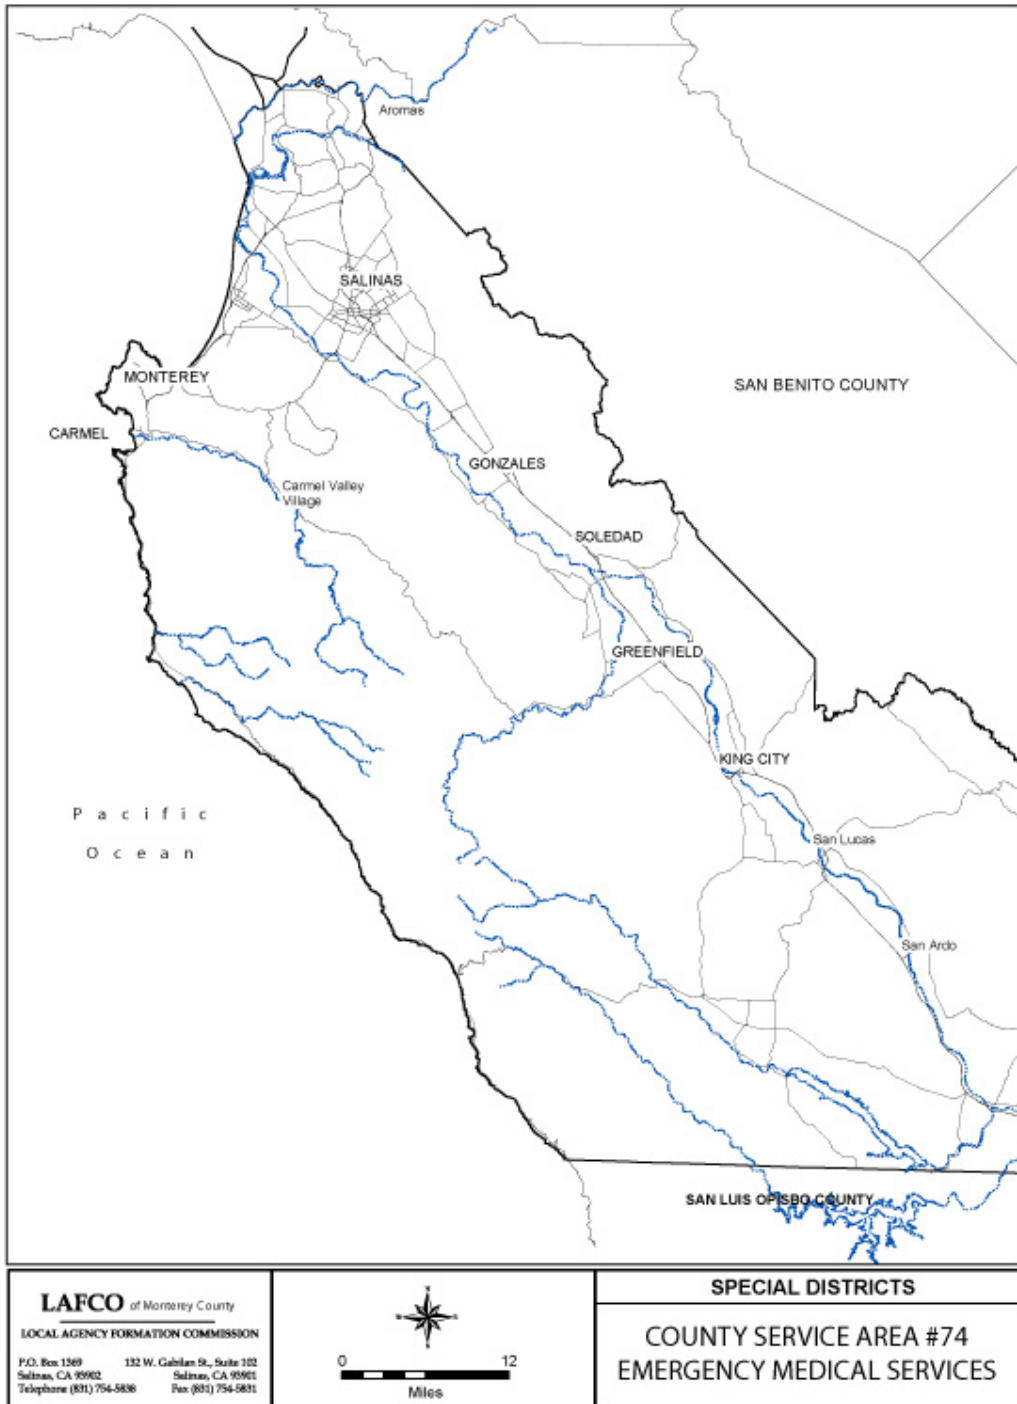 Aromas
SALINAS
MONTEREY
SAN BENITO COUNTY
CARMEL
GONZALES
Carmel Valley
Village
SOLEDAD
GREENFIELD
KING CITY
Pacific
Ocean
San Lucas
San Ardo
SAN LUIS OPISBO COUNTY
LAFCO of Monterey County
LOCAL AGENCY FORMATION COMMISSION
P.O. Box 1369 132 W. Gabilan St., Suite 102
Salinas, CA 93902 Salinas, CA 93901
Telephone (831) 754-5838 Fax (831) 754-5831
N
W E
S
0 12
Miles
SPECIAL DISTRICTS
COUNTY SERVICE AREA #74
EMERGENCY MEDICAL SERVICES